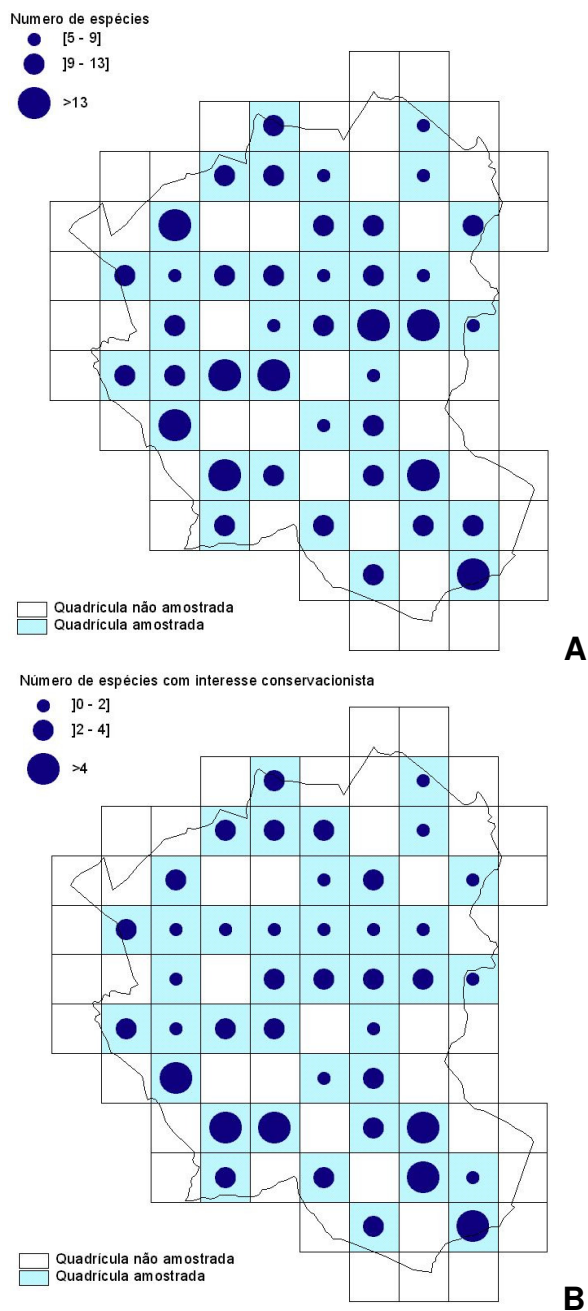 Numero de espécies
]5 - 9]
]9 - 13]
>13
Quadrícula não amostrada
Quadrícula amostrada
A
Número de espécies com interesse conservacionista
]0 - 2]
]2 - 4]
>4
Quadrícula não amostrada
Quadrícula amostrada
B